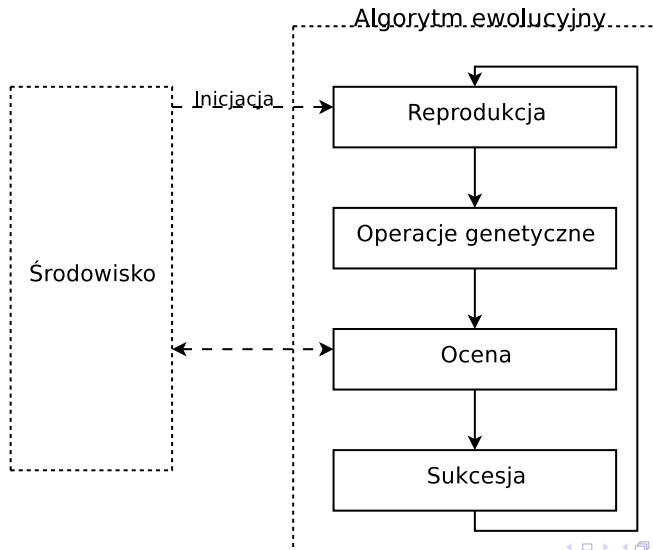 Algorytm ewolucyjny
Inicjacja
Reprodukcja
Operacje genetyczne
Środowisko
Ocena
Sukcesja